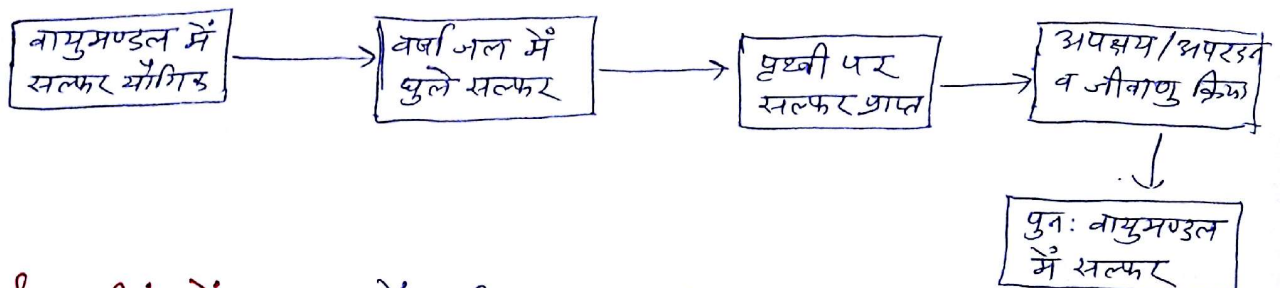 वायुमण्डल में
सल्फर यौगिक
वर्षा जल में
घुले सल्फर
पृथ्वी पर
सल्फर प्राप्त
अपक्षय/अपरदन
व जीवाणु क्रिया
पुन: वायुमण्डल
में सल्फर